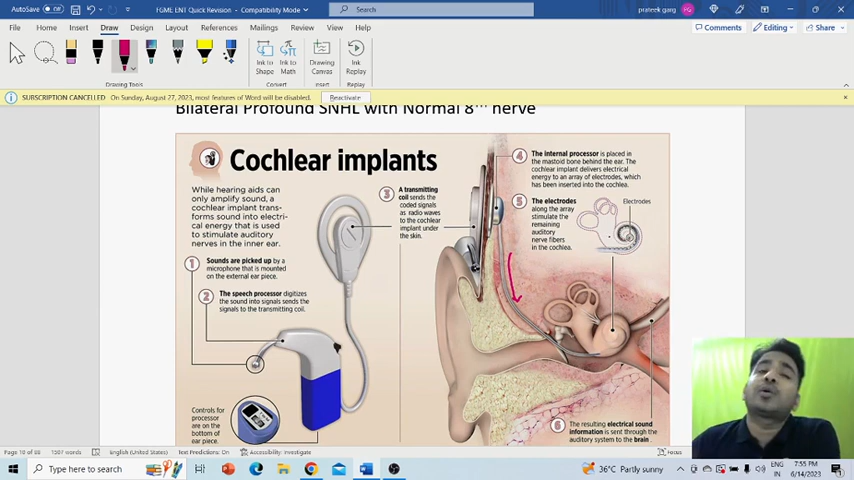 AutoSave Off
FGME ENT Quick Revision - Compatibility Mode
Search
prateek garg
FG
File Home Insert Draw Design Layout References Mailings Review View Help
Comments Editing Share
Ink to Shape
Ink to Math
Drawing Canvas
Ink Replay
Drawing Tools Convert Insert Replay
SUBSCRIPTION CANCELLED On Sunday, August 27, 2023, most features of Word will be disabled. Reactivate
Bilateral Profound SNHL with Normal 8th nerve
Cochlear implants
While hearing aids can
only amplify sound, a
cochlear implant trans-
forms sound into electri-
cal energy that is used
to stimulate auditory
nerves in the inner ear.
1 Sounds are picked up by a
microphone that is mounted
on the external ear piece.
2 The speech processor digitizes
the sound into signals sends the
signals to the transmitting coil.
3 A transmitting
coil sends the
coded signals
as radio waves
to the cochlear
implant under
the skin.
4 The internal processor is placed in
the mastoid bone behind the ear. The
cochlear implant delivers electrical
energy to an array of electrodes,
which has been inserted into the
cochlea.
5 The electrodes
along the array
stimulate the
remaining
auditory
nerve fibers
in the cochlea.
Electrodes
Controls for
processor
are on the
bottom of
ear piece.
6 The resulting electrical sound
information is sent through the
auditory system to the brain.
Page 10 of 88 1507 words English (United States) Text Predictions: On Accessibility: Investigate
Focus
Type here to search
36°C Partly sunny
ENG
IN
7:55 PM
6/14/2023